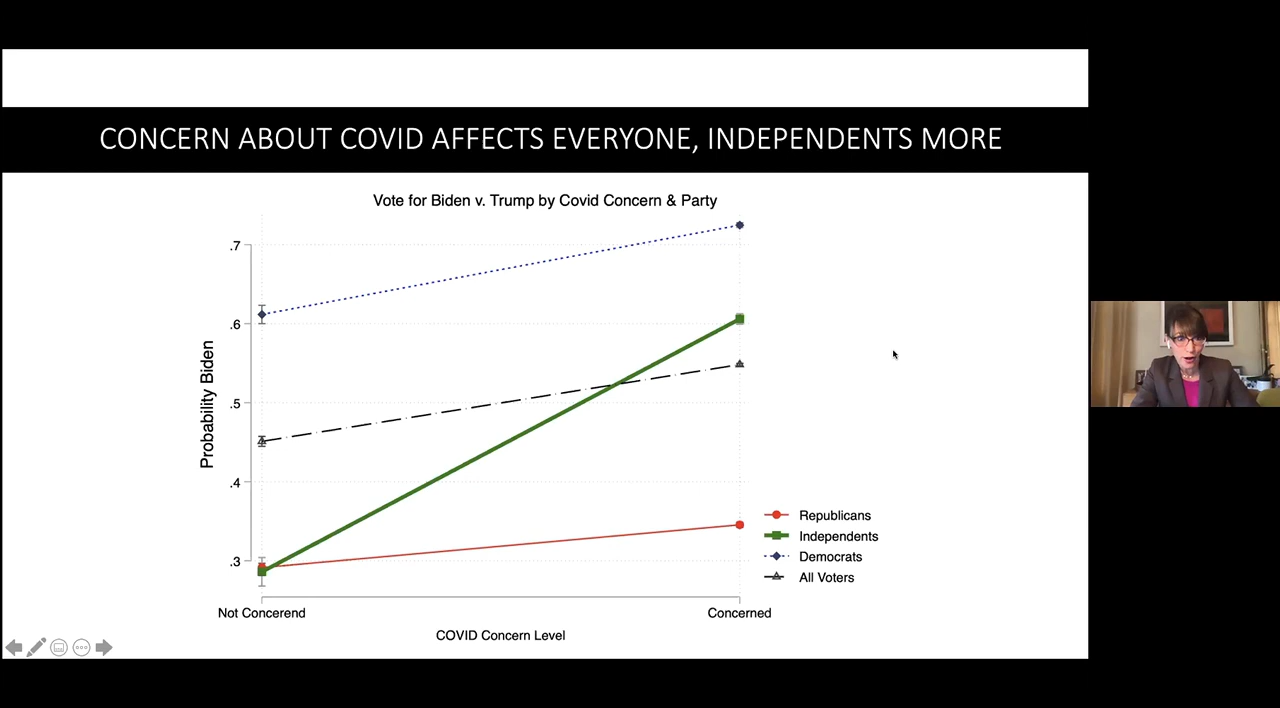 CONCERN ABOUT COVID AFFECTS EVERYONE, INDEPENDENTS MORE
Vote for Biden v. Trump by Covid Concern & Party
Probability Biden
.7
.6
.5
.4
.3
Not Concerend
Concerned
COVID Concern Level
Republicans
Independents
Democrats
All Voters